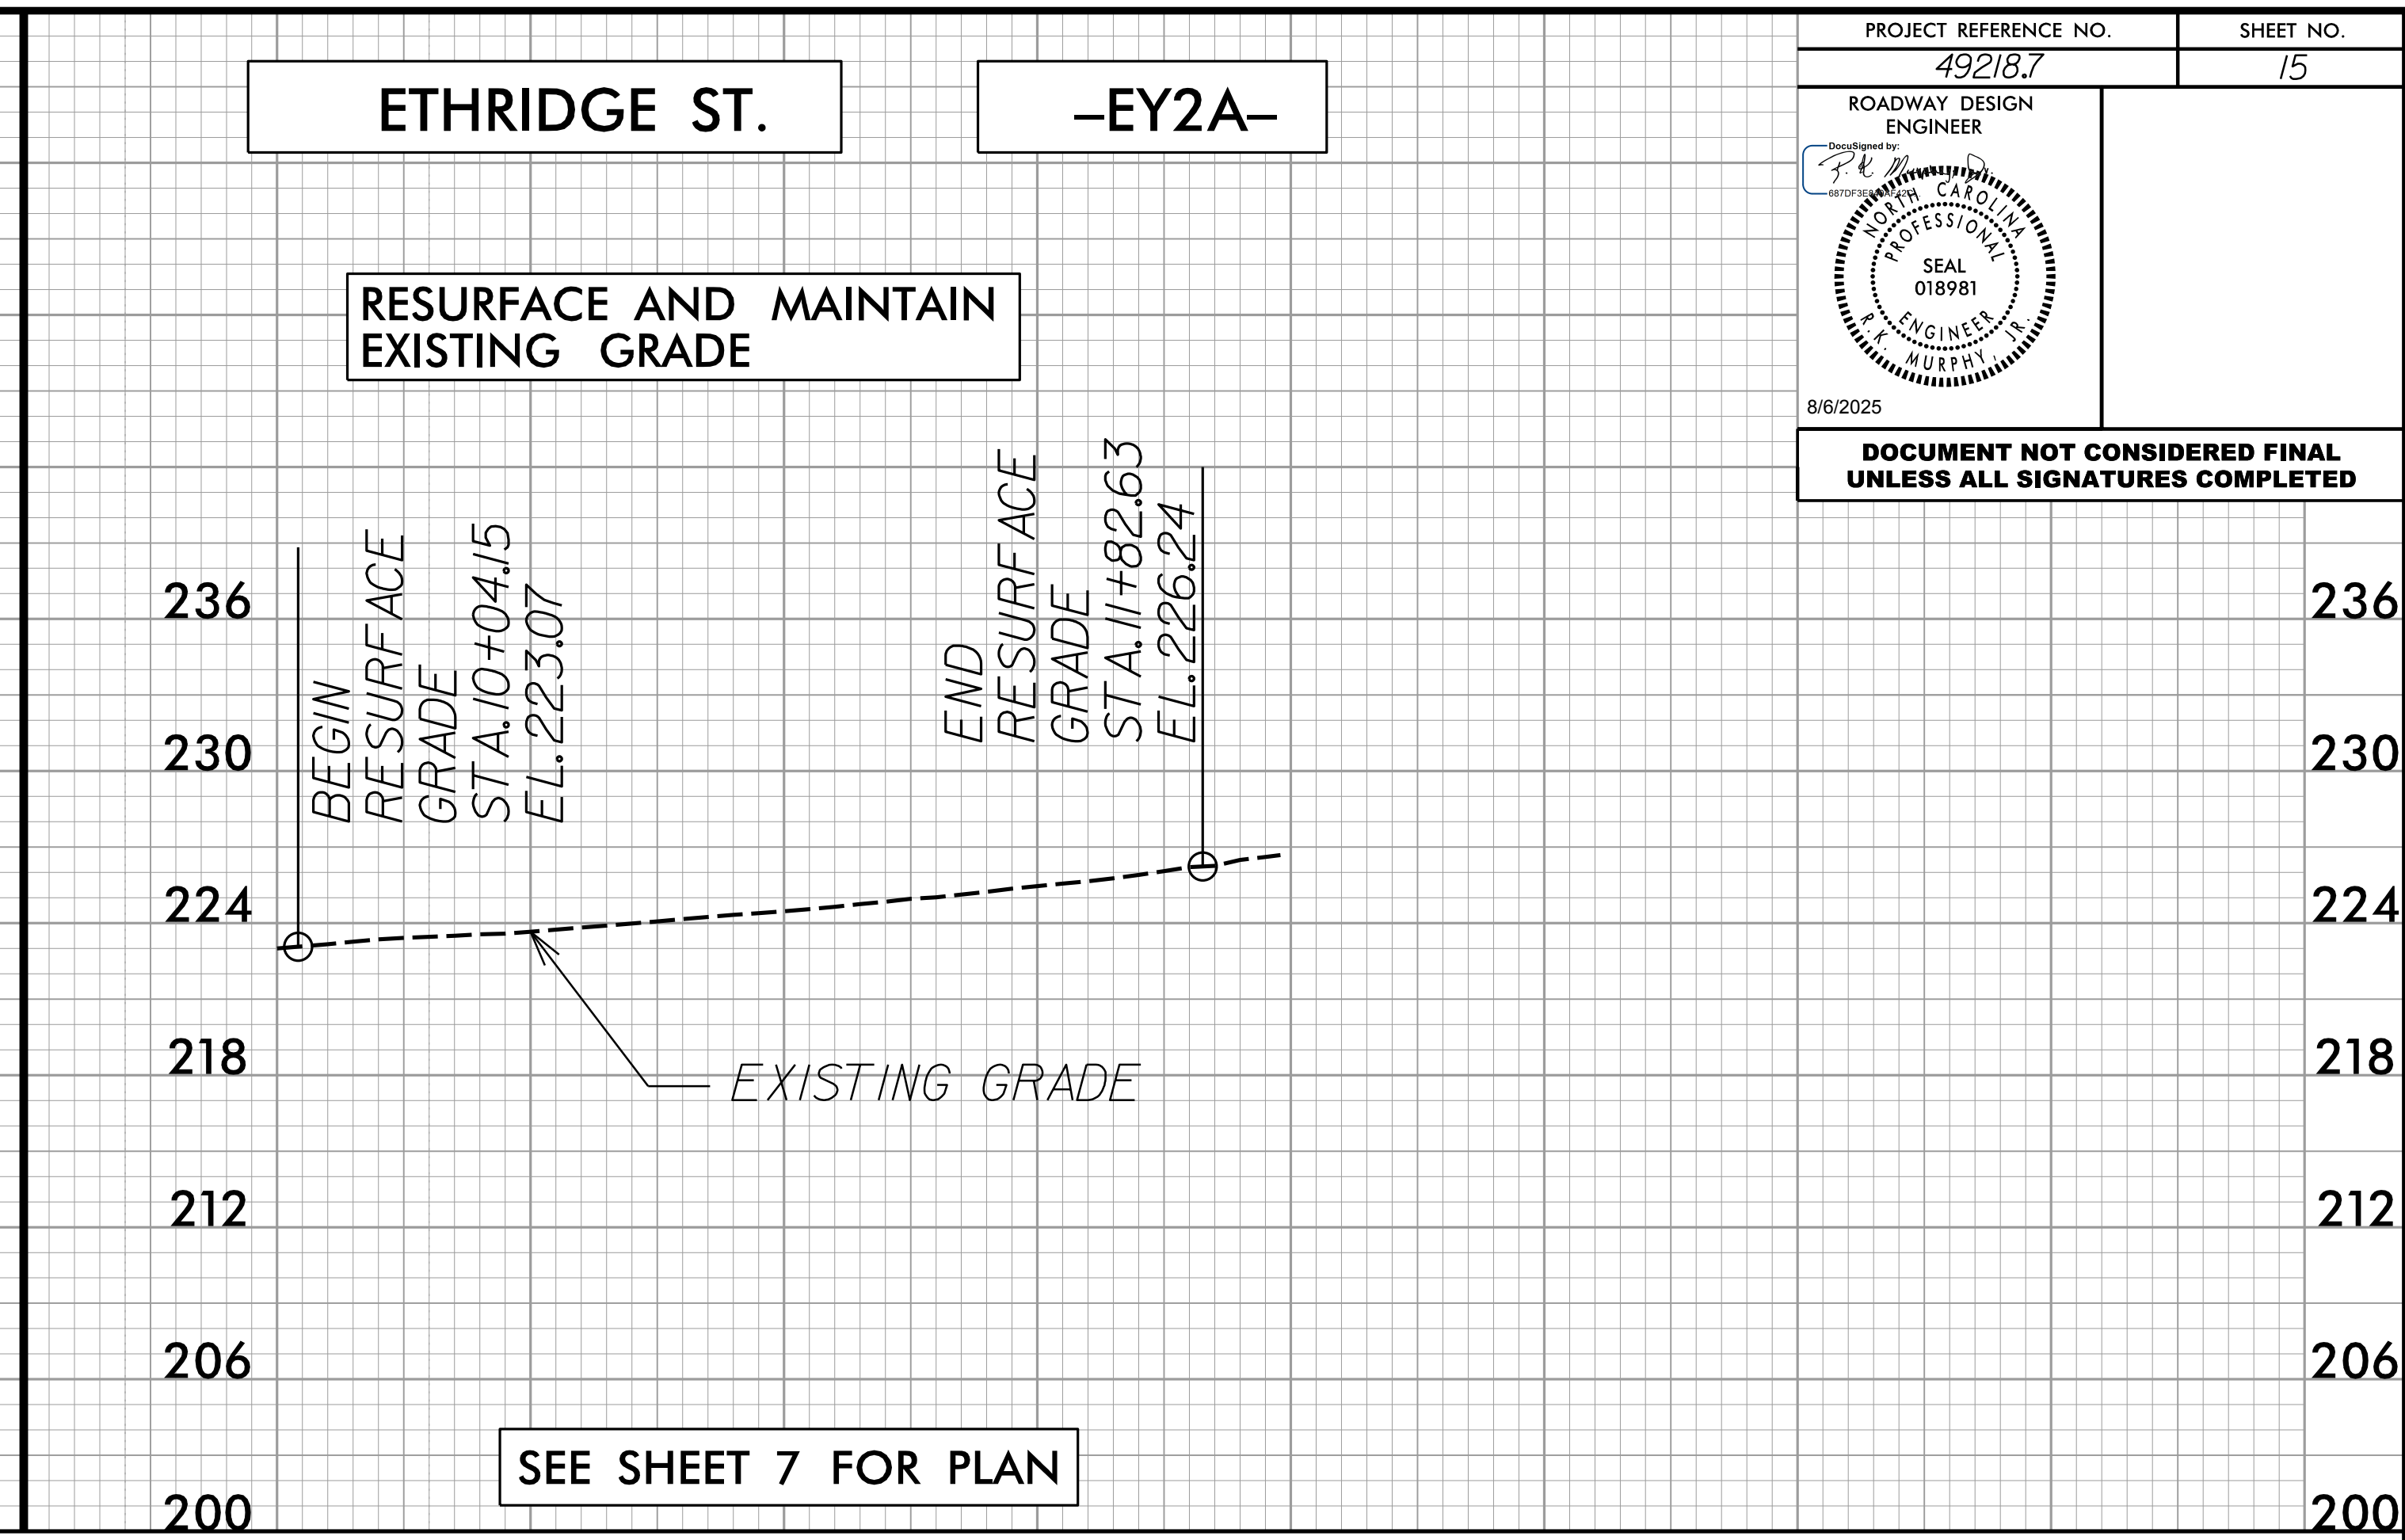 PROJECT REFERENCE NO.
SHEET NO.
49218.7
15
ETHRIDGE ST.
–EY2A–
ROADWAY DESIGN
ENGINEER
DocuSigned by:
NORTH CAROLINA
PROFESSIONAL
SEAL
018981
ENGINEER
R.K. MURPHY, JR.
8/6/2025
DOCUMENT NOT CONSIDERED FINAL
UNLESS ALL SIGNATURES COMPLETED
RESURFACE AND MAINTAIN
EXISTING GRADE
BEGIN
RESURFACE
GRADE
STA.10+04.15
EL.223.07
END
RESURFACE
GRADE
STA.11+82.63
EL.226.24
236
236
230
230
224
224
218
218
EXISTING GRADE
212
212
206
206
SEE SHEET 7 FOR PLAN
200
200